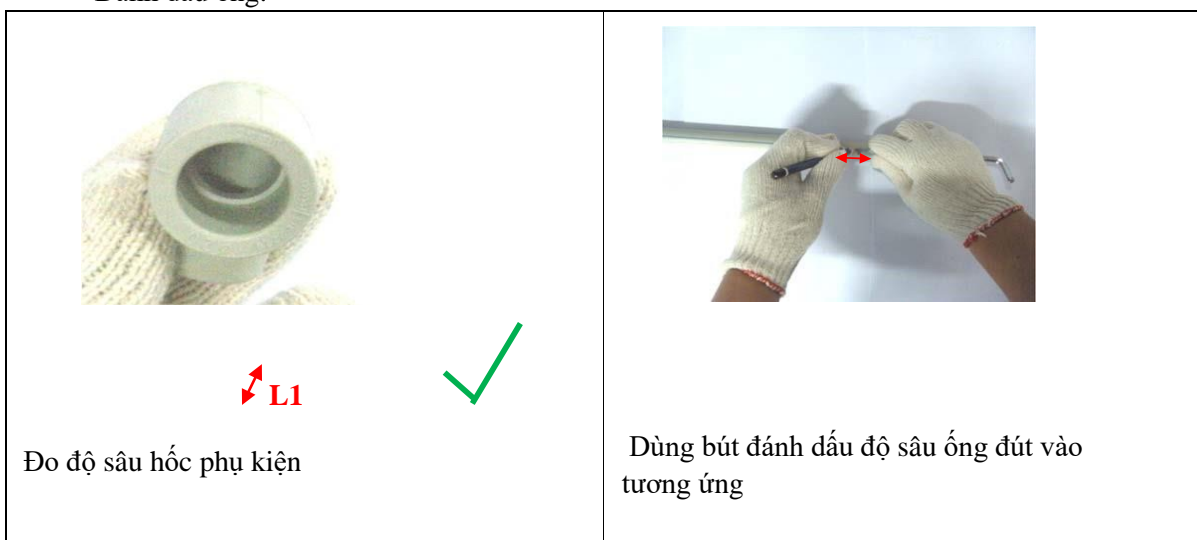 L1
Đo độ sâu hốc phụ kiện
Dùng bút đánh dấu độ sâu ống đút vào
tương ứng